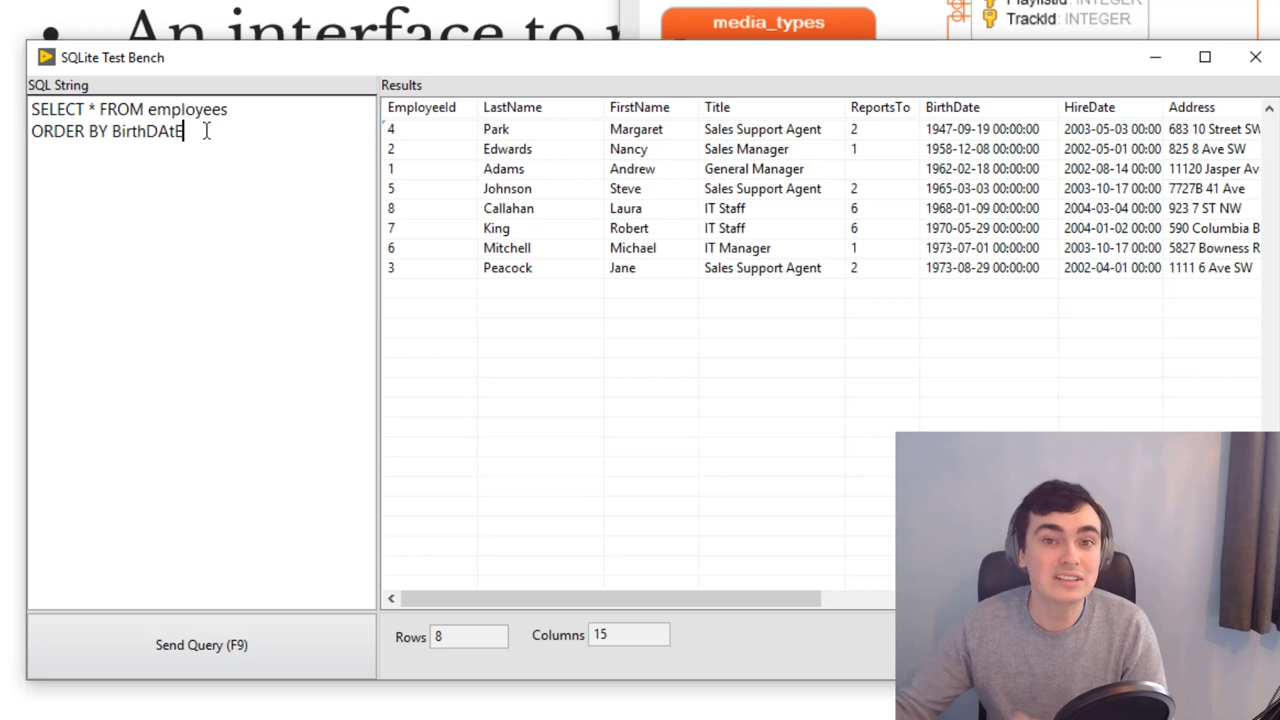 • An interface to
media_types
PlaylistId: INTEGER
TrackId: INTEGER
SQLite Test Bench
SQL String
Results
SELECT * FROM employees
ORDER BY BirthDAtE
EmployeeId LastName FirstName Title ReportsTo BirthDate HireDate Address
4 Park Margaret Sales Support Agent 2 1947-09-19 00:00:00 2003-05-03 00:00 683 10 Street SW
2 Edwards Nancy Sales Manager 1 1958-12-08 00:00:00 2002-05-01 00:00 825 8 Ave SW
1 Adams Andrew General Manager 1962-02-18 00:00:00 2002-08-14 00:00 11120 Jasper Av
5 Johnson Steve Sales Support Agent 2 1965-03-03 00:00:00 2003-10-17 00:00 7727B 41 Ave
8 Callahan Laura IT Staff 6 1968-01-09 00:00:00 2004-03-04 00:00 923 7 ST NW
7 King Robert IT Staff 6 1970-05-29 00:00:00 2004-01-02 00:00 590 Columbia B
6 Mitchell Michael IT Manager 1 1973-07-01 00:00:00 2003-10-17 00:00 5827 Bowness R
3 Peacock Jane Sales Support Agent 2 1973-08-29 00:00:00 2002-04-01 00:00 1111 6 Ave SW
Send Query (F9)
Rows 8 Columns 15